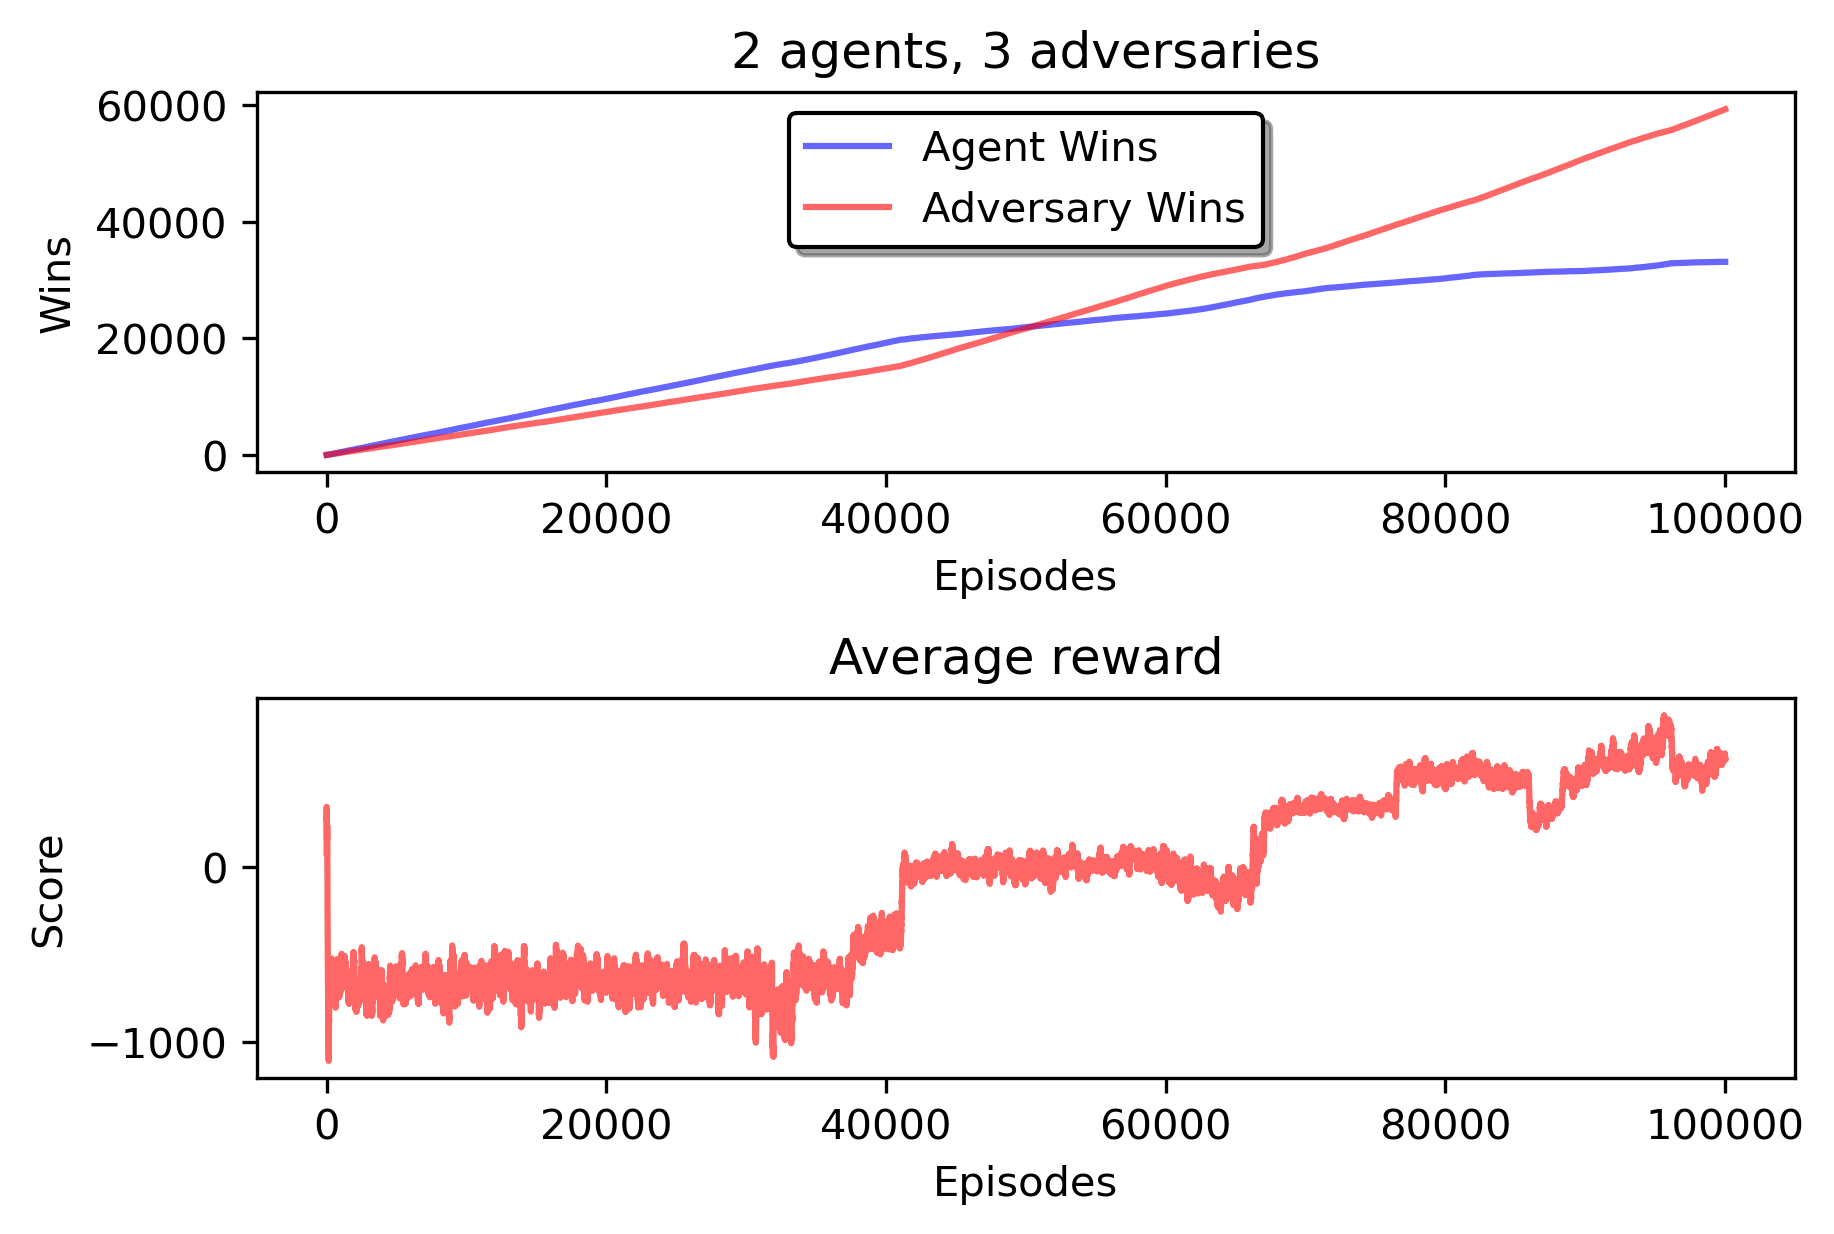 2 agents, 3 adversaries
60000
40000
20000
0
Wins
Agent Wins
Adversary Wins
0 20000 40000 60000 80000 100000
Episodes
Average reward
0
−1000
Score
0 20000 40000 60000 80000 100000
Episodes